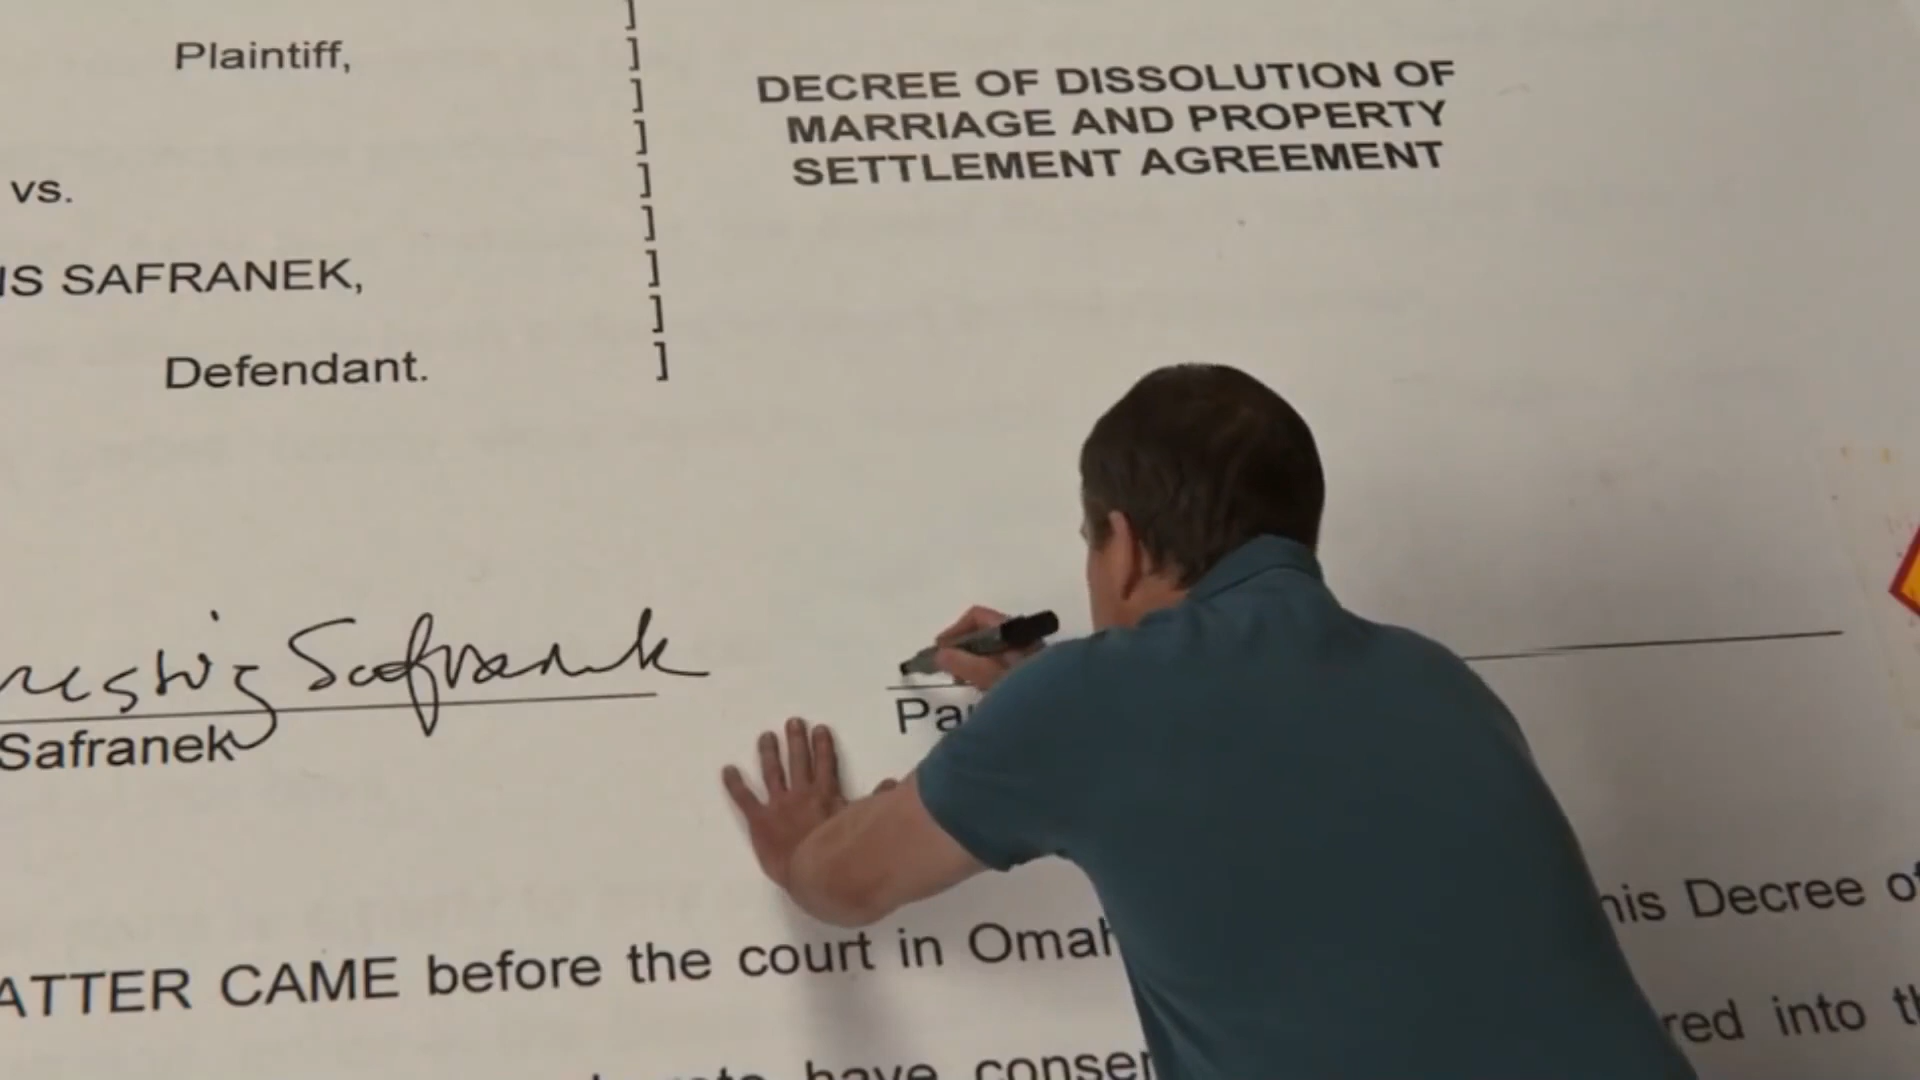 Plaintiff,
DECREE OF DISSOLUTION OF
MARRIAGE AND PROPERTY
SETTLEMENT AGREEMENT
vs.
IS SAFRANEK,
Defendant.
Safranek
Safranek
Pa
ATTER CAME before the court in Omah his Decree of
have conser red into th